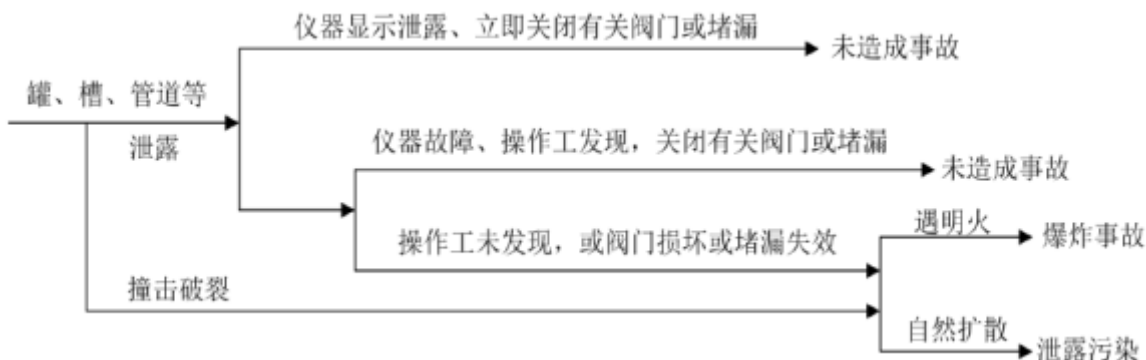 仪器显示泄露、立即关闭有关阀门或堵漏
未造成事故
罐、槽、管道等
泄露
仪器故障、操作工发现，关闭有关阀门或堵漏
未造成事故
操作工未发现，或阀门损坏或堵漏失效
遇明火
爆炸事故
撞击破裂
自然扩散
泄露污染